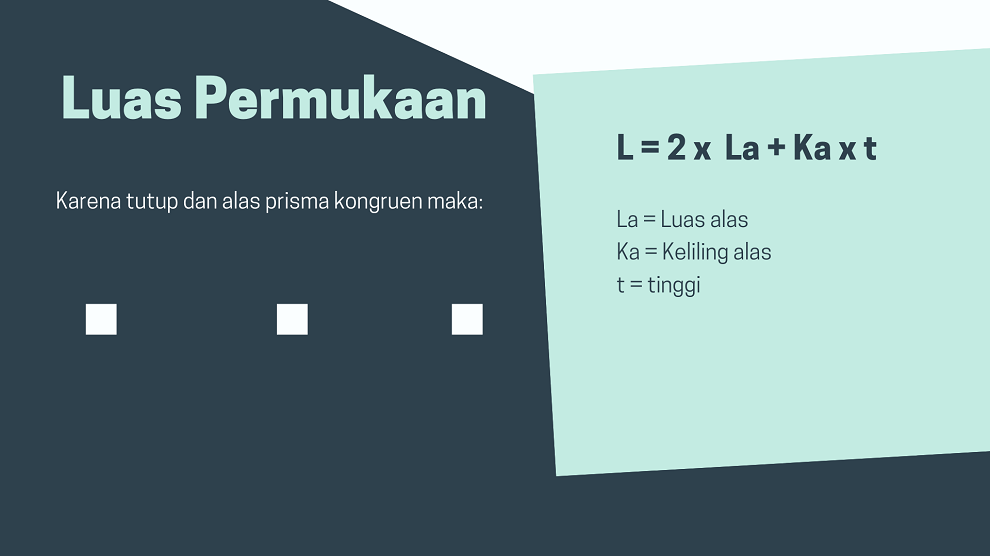 Luas Permukaan
Karena tutup dan alas prisma kongruen maka:
L = 2 x La + Ka x t
La = Luas alas
Ka = Keliling alas
t = tinggi